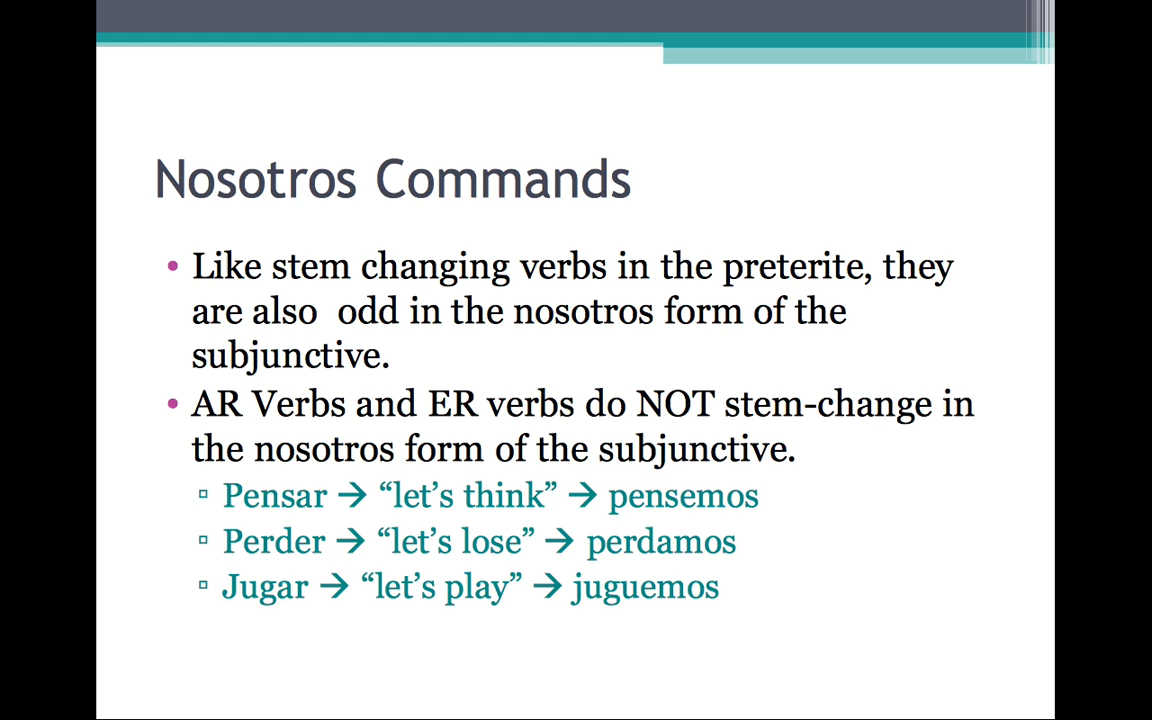 Nosotros Commands
• Like stem changing verbs in the preterite, they
are also  odd in the nosotros form of the
subjunctive.
• AR Verbs and ER verbs do NOT stem-change in
the nosotros form of the subjunctive.
▫ Pensar → “let’s think” → pensemos
▫ Perder → “let’s lose” → perdamos
▫ Jugar → “let’s play” → juguemos